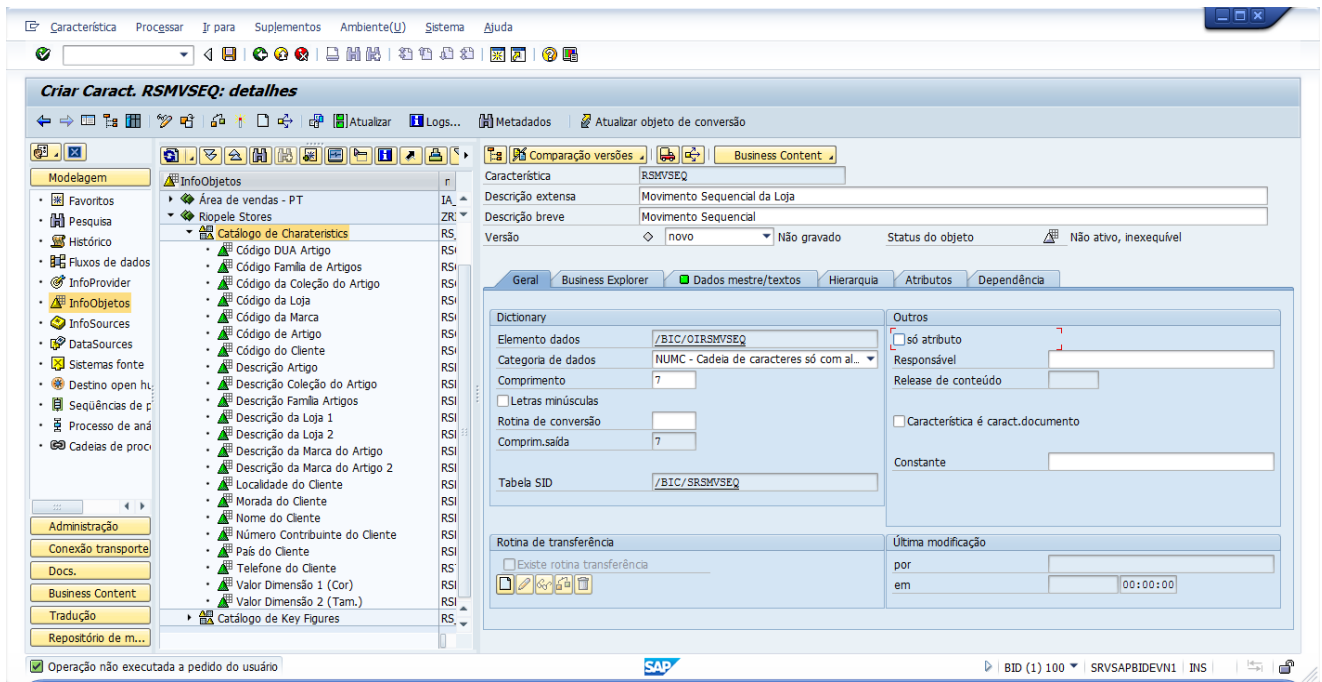 Característica Processar Ir para Suplementos Ambiente(U) Sistema Ajuda
Criar Caract. RSMVSEQ: detalhes
Atualizar Logs... Metadados Atualizar objeto de conversão
Comparação versões Business Content
Modelagem
Favoritos
Pesquisa
Histórico
Fluxos de dados
InfoProvider
InfoObjetos
InfoSources
DataSources
Sistemas fonte
Destino open hu
Seqüências de p
Processo de aná
Cadeias de proc
Administração
Conexão transporte
Docs.
Business Content
Tradução
Repositório de m...
InfoObjetos
Área de vendas - PT IA_
Riopele Stores
Catálogo de Charateristics RS_
Código DUA Artigo
Código Família de Artigos
Código da Coleção do Artigo
Código da Loja
Código da Marca
Código de Artigo
Código do Cliente
Descrição Artigo
Descrição Coleção do Artigo
Descrição Família Artigos
Descrição da Loja 1
Descrição da Loja 2
Descrição da Marca do Artigo
Descrição da Marca do Artigo 2
Localidade do Cliente
Morada do Cliente
Nome do Cliente
Número Contribuinte do Cliente
País do Cliente
Telefone do Cliente
Valor Dimensão 1 (Cor)
Valor Dimensão 2 (Tam.)
Catálogo de Key Figures RS_
Característica RSMVSEQ
Descrição extensa Movimento Sequencial da Loja
Descrição breve Movimento Sequencial
Versão novo Não gravado Status do objeto Não ativo, inexequível
Geral Business Explorer Dados mestre/textos Hierarquia Atributos Dependência
Dictionary
Elemento dados /BIC/OIRSMVSEQ
Categoria de dados NUMC - Cadeia de caracteres só com al...
Comprimento 7
Letras minúsculas
Rotina de conversão
Comprim.saída 7
Tabela SID /BIC/SRSMVSEQ
Outros
só atributo
Responsável
Release de conteúdo
Característica é caract.documento
Constante
Rotina de transferência
Existe rotina transferência
Última modificação
por
em 00:00:00
Operação não executada a pedido do usuário SAP BID (1) 100 SRVSAPBIDEVN1 INS